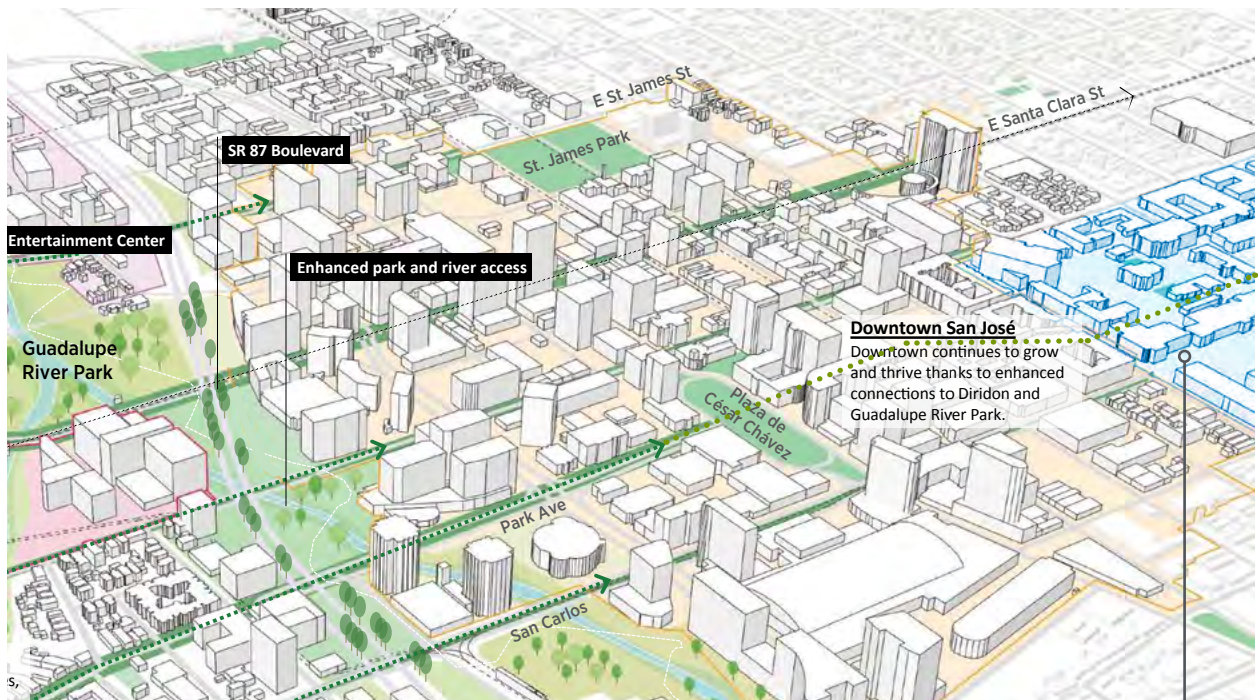 E St James St
E Santa Clara St
SR 87 Boulevard
St. James Park
Entertainment Center
Enhanced park and river access
Guadalupe
River Park
Downtown San José
Downtown continues to grow
and thrive thanks to enhanced
connections to Diridon and
Guadalupe River Park.
Plaza de
César Chávez
Park Ave
San Carlos
s,